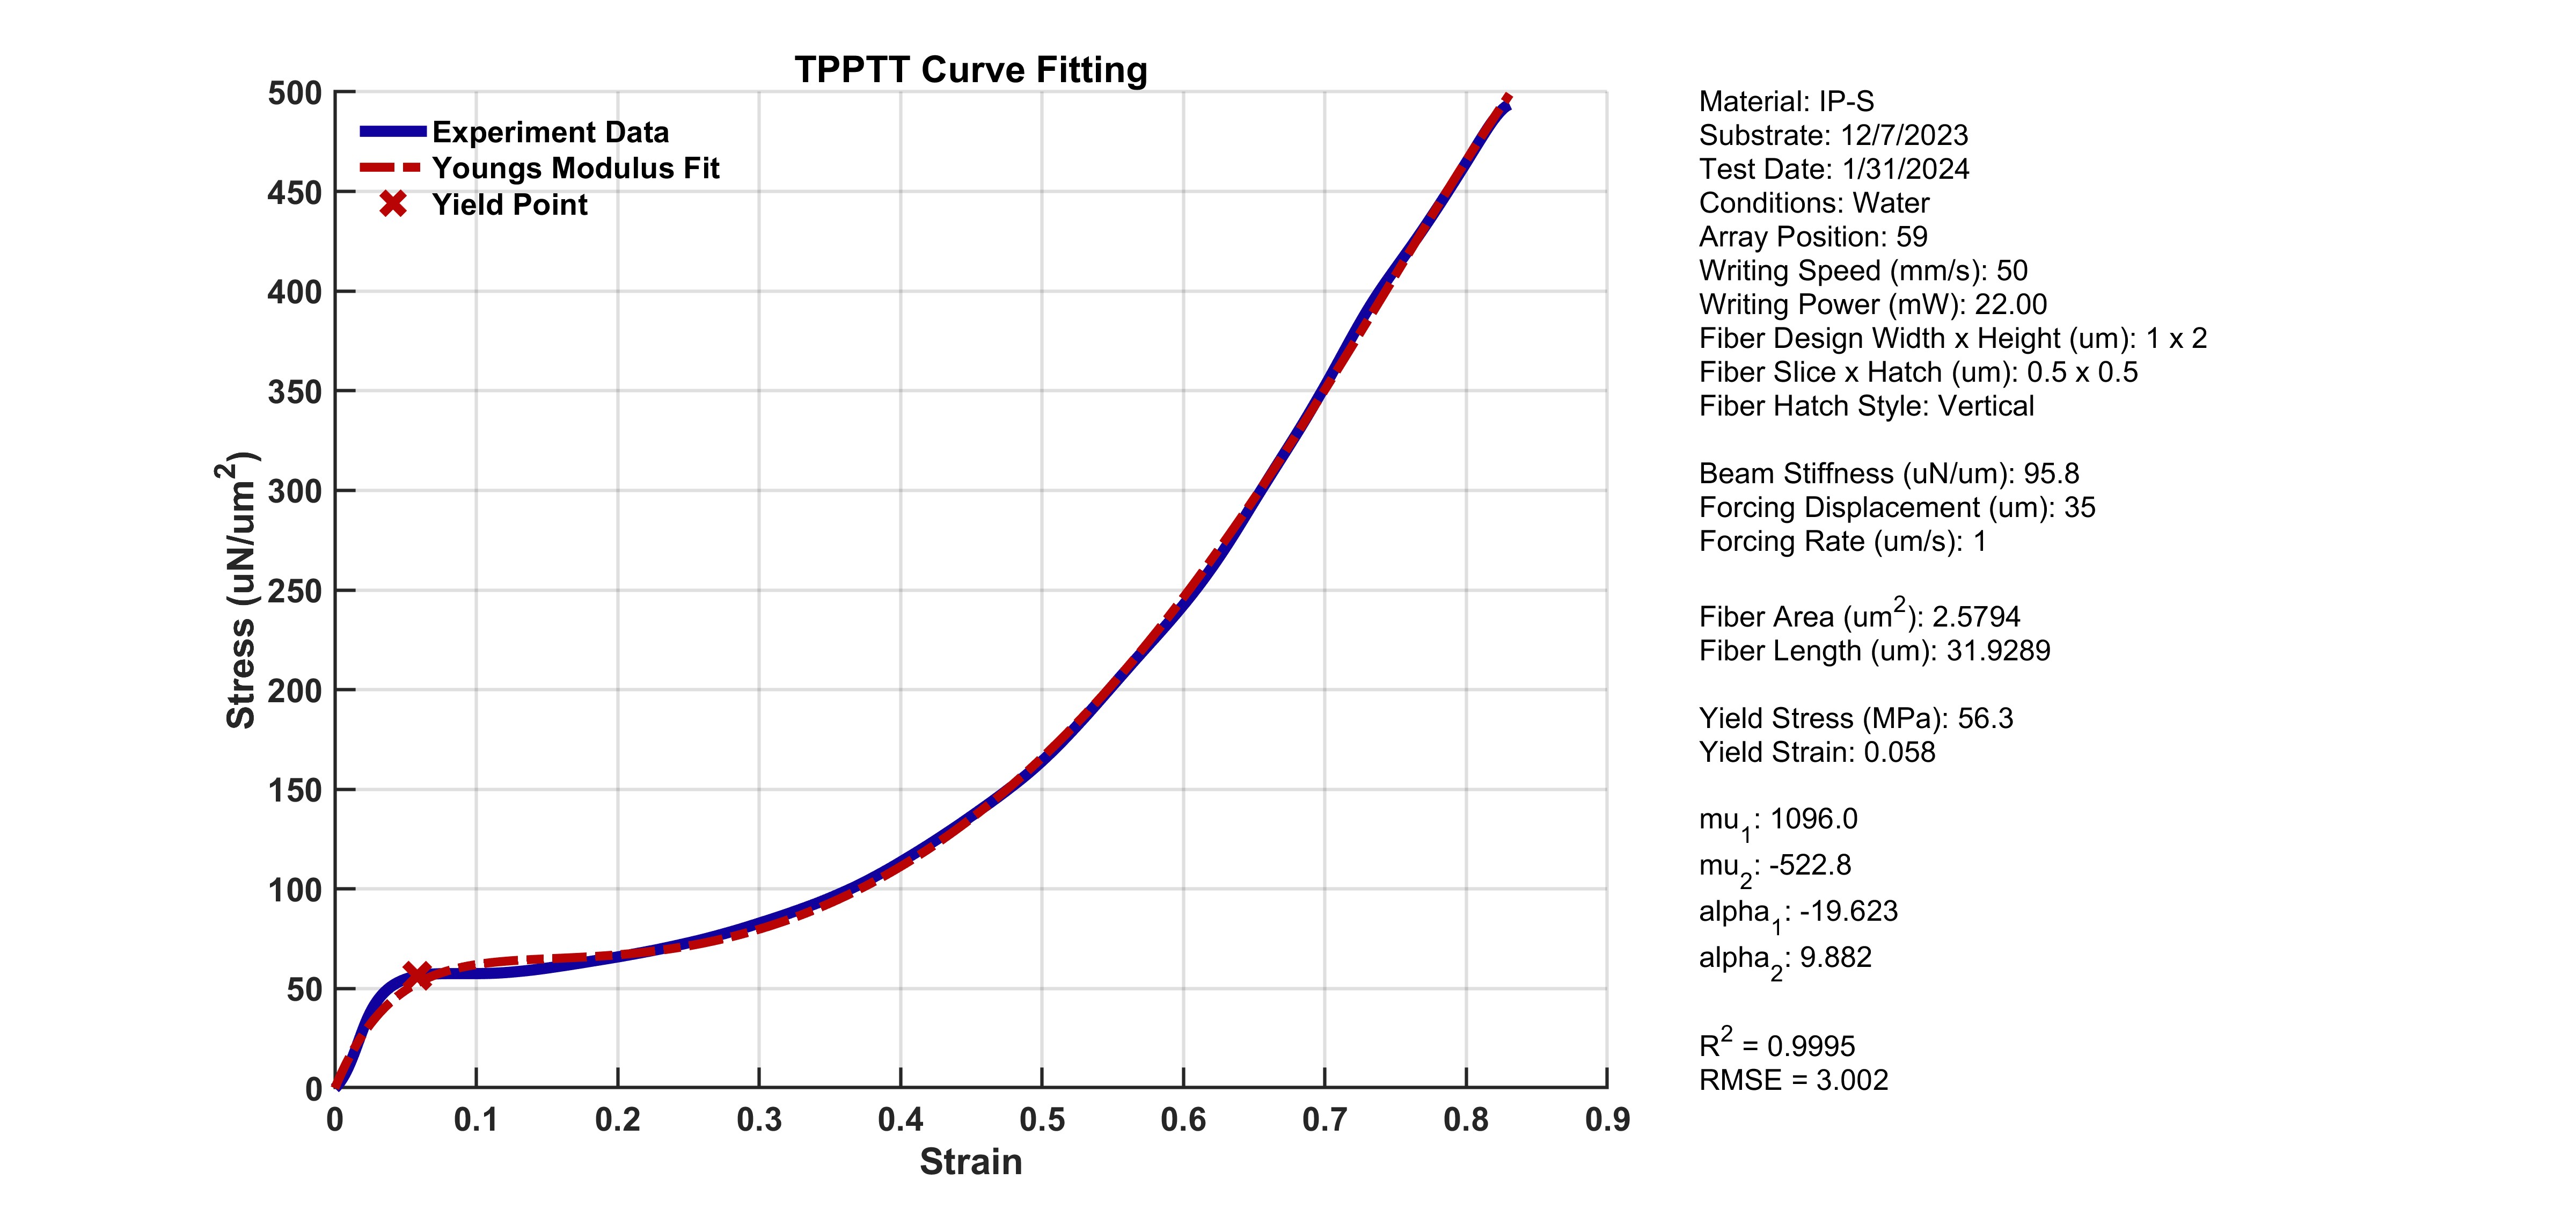 TPPTT Curve Fitting
500
450
400
350
300
250
200
150
100
50
0
Stress (uN/um²)
Experiment Data
Youngs Modulus Fit
Yield Point
0 0.1 0.2 0.3 0.4 0.5 0.6 0.7 0.8 0.9
Strain
Material: IP-S
Substrate: 12/7/2023
Test Date: 1/31/2024
Conditions: Water
Array Position: 59
Writing Speed (mm/s): 50
Writing Power (mW): 22.00
Fiber Design Width x Height (um): 1 x 2
Fiber Slice x Hatch (um): 0.5 x 0.5
Fiber Hatch Style: Vertical
Beam Stiffness (uN/um): 95.8
Forcing Displacement (um): 35
Forcing Rate (um/s): 1
Fiber Area (um²): 2.5794
Fiber Length (um): 31.9289
Yield Stress (MPa): 56.3
Yield Strain: 0.058
mu₁: 1096.0
mu₂: -522.8
alpha₁: -19.623
alpha₂: 9.882
R² = 0.9995
RMSE = 3.002